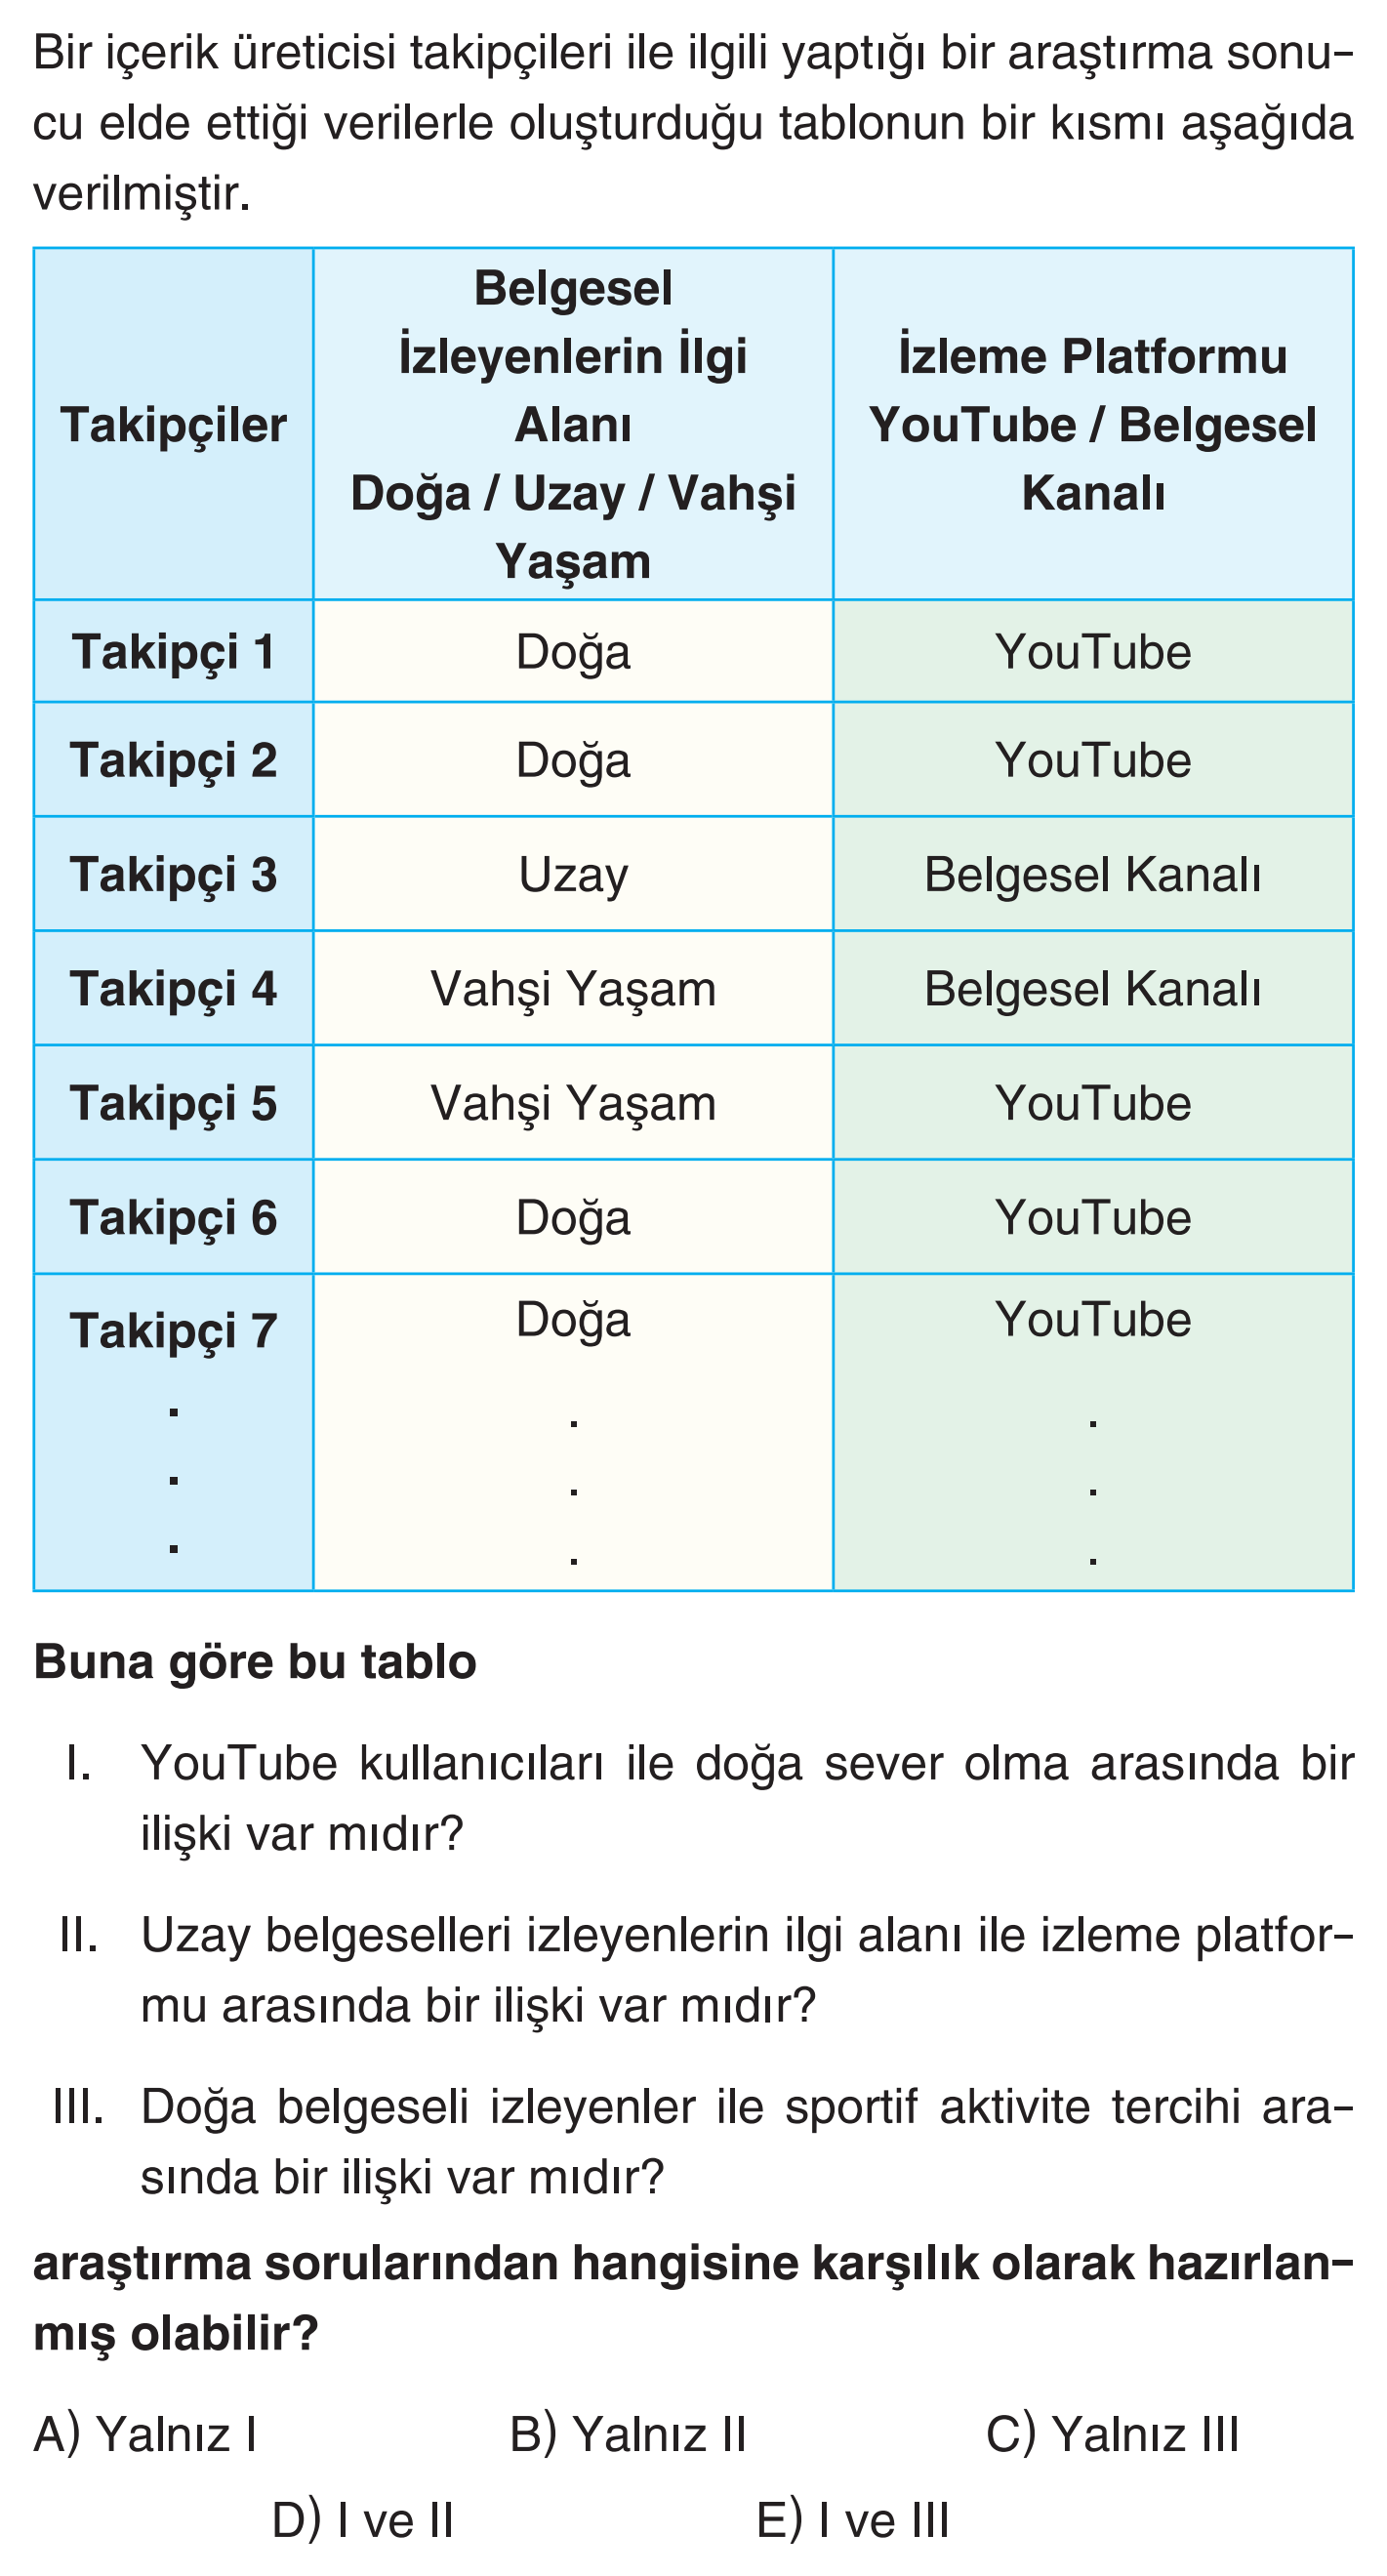 Bir içerik üreticisi takipçileri ile ilgili yaptığı bir araştırma sonu-
cu elde ettiği verilerle oluşturduğu tablonun bir kısmı aşağıda
verilmiştir.
Takipçiler
Belgesel
İzleyenlerin İlgi
Alanı
Doğa / Uzay / Vahşi
Yaşam
İzleme Platformu
YouTube / Belgesel
Kanalı
Takipçi 1 Doğa YouTube
Takipçi 2 Doğa YouTube
Takipçi 3 Uzay Belgesel Kanalı
Takipçi 4 Vahşi Yaşam Belgesel Kanalı
Takipçi 5 Vahşi Yaşam YouTube
Takipçi 6 Doğa YouTube
Takipçi 7 Doğa YouTube
. . .
. . .
. . .
Buna göre bu tablo
I. YouTube kullanıcıları ile doğa sever olma arasında bir
ilişki var mıdır?
II. Uzay belgeselleri izleyenlerin ilgi alanı ile izleme platfor-
mu arasında bir ilişki var mıdır?
III. Doğa belgeseli izleyenler ile sportif aktivite tercihi ara-
sında bir ilişki var mıdır?
araştırma sorularından hangisine karşılık olarak hazırlan-
mış olabilir?
A) Yalnız I B) Yalnız II C) Yalnız III
D) I ve II E) I ve III